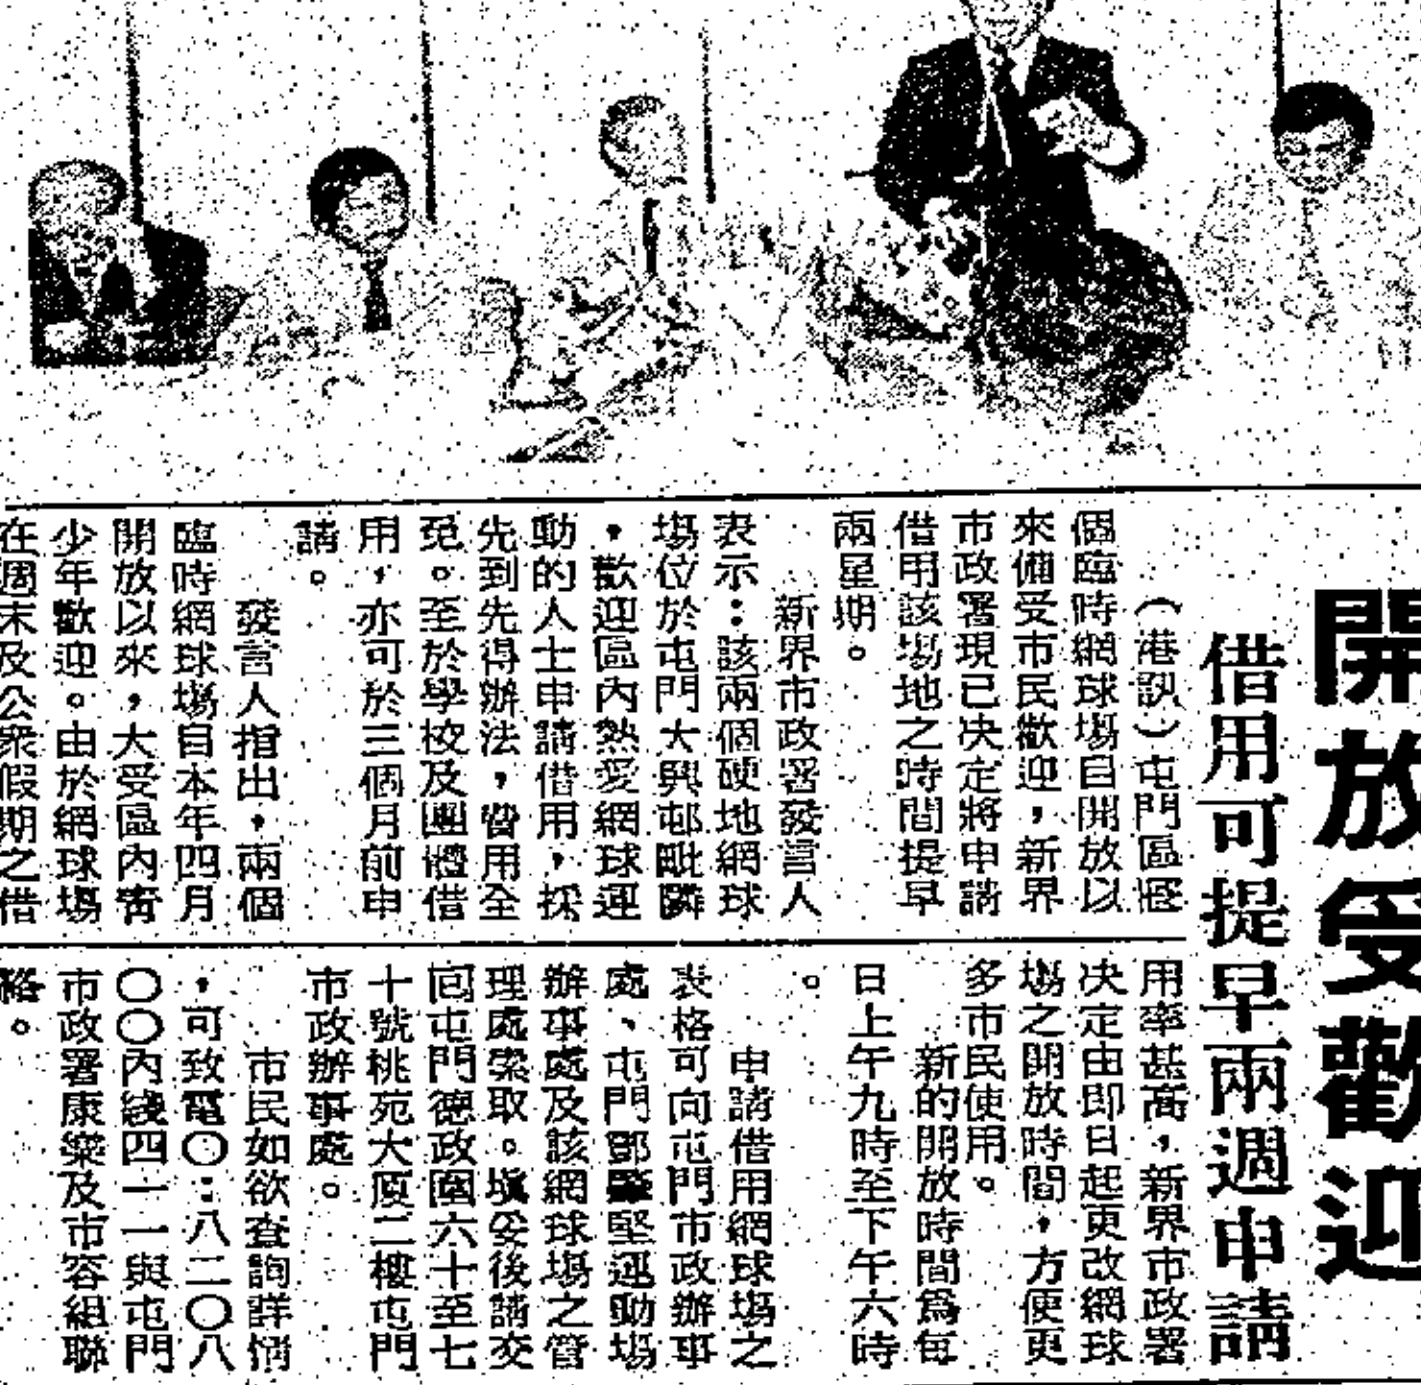 開放受歡迎
借用可提早兩週申請
（港訊）屯門區兩
個臨時網球場自開放以
來備受市民歡迎，新界
市政署現已決定將申請
借用該場地之時間提早
兩星期。
新界市政署發言人
表示：該兩個硬地網球
場位於屯門大興邨毗鄰
，歡迎區內熱愛網球運
動的人士申請借用，採
先到先得辦法，費用全
免。至於學校及團體借
用，亦可於三個月前申
請。
發言人指出，兩個
臨時網球場自本年四月
開放以來，大受區內青
少年歡迎。由於網球場
在週末及公衆假期之借
用率甚高，新界市政署
決定由即日起更改網球
場之開放時間，方便更
多市民使用。
新的開放時間爲每
日上午九時至下午六時
。
申請借用網球場之
表格可向屯門市政辦事
處、屯門鄧肇堅運動場
辦事處及該網球場之管
理處索取。填妥後請交
回屯門德政圍六十至七
十號桃苑大厦二樓屯門
市政辦事處。
市民如欲查詢詳情
，可致電〇：八二〇八
〇〇內綫四一一與屯門
市政署康樂及市容組聯
絡。